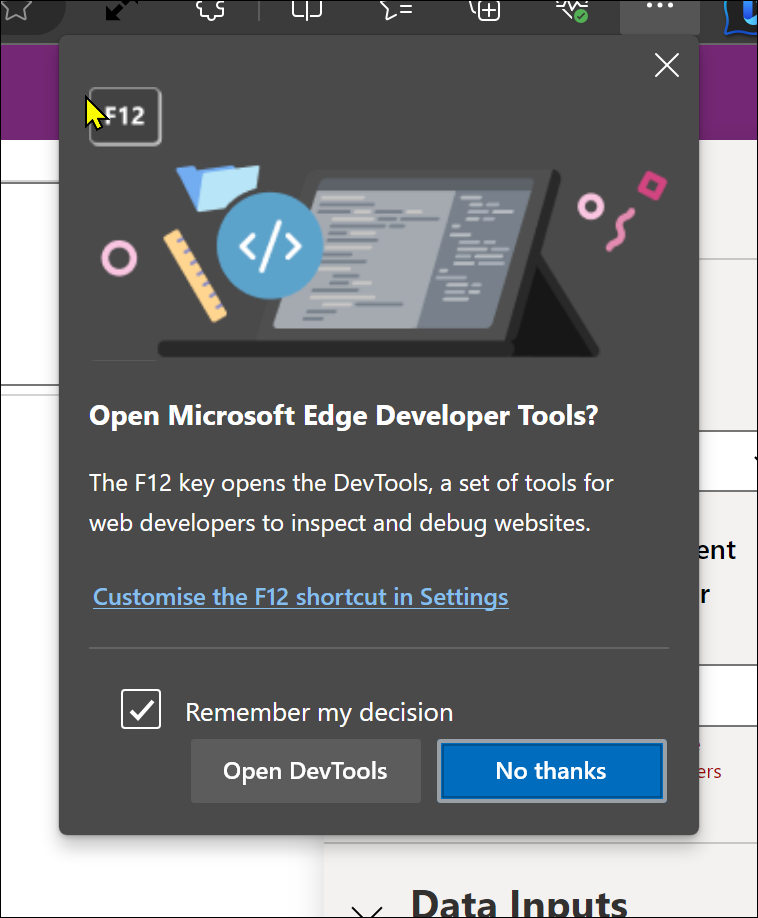 F12
Open Microsoft Edge Developer Tools?
The F12 key opens the DevTools, a set of tools for
web developers to inspect and debug websites.
Customise the F12 shortcut in Settings
ent
r
Remember my decision
Open DevTools
No thanks
ers
Data Inputs